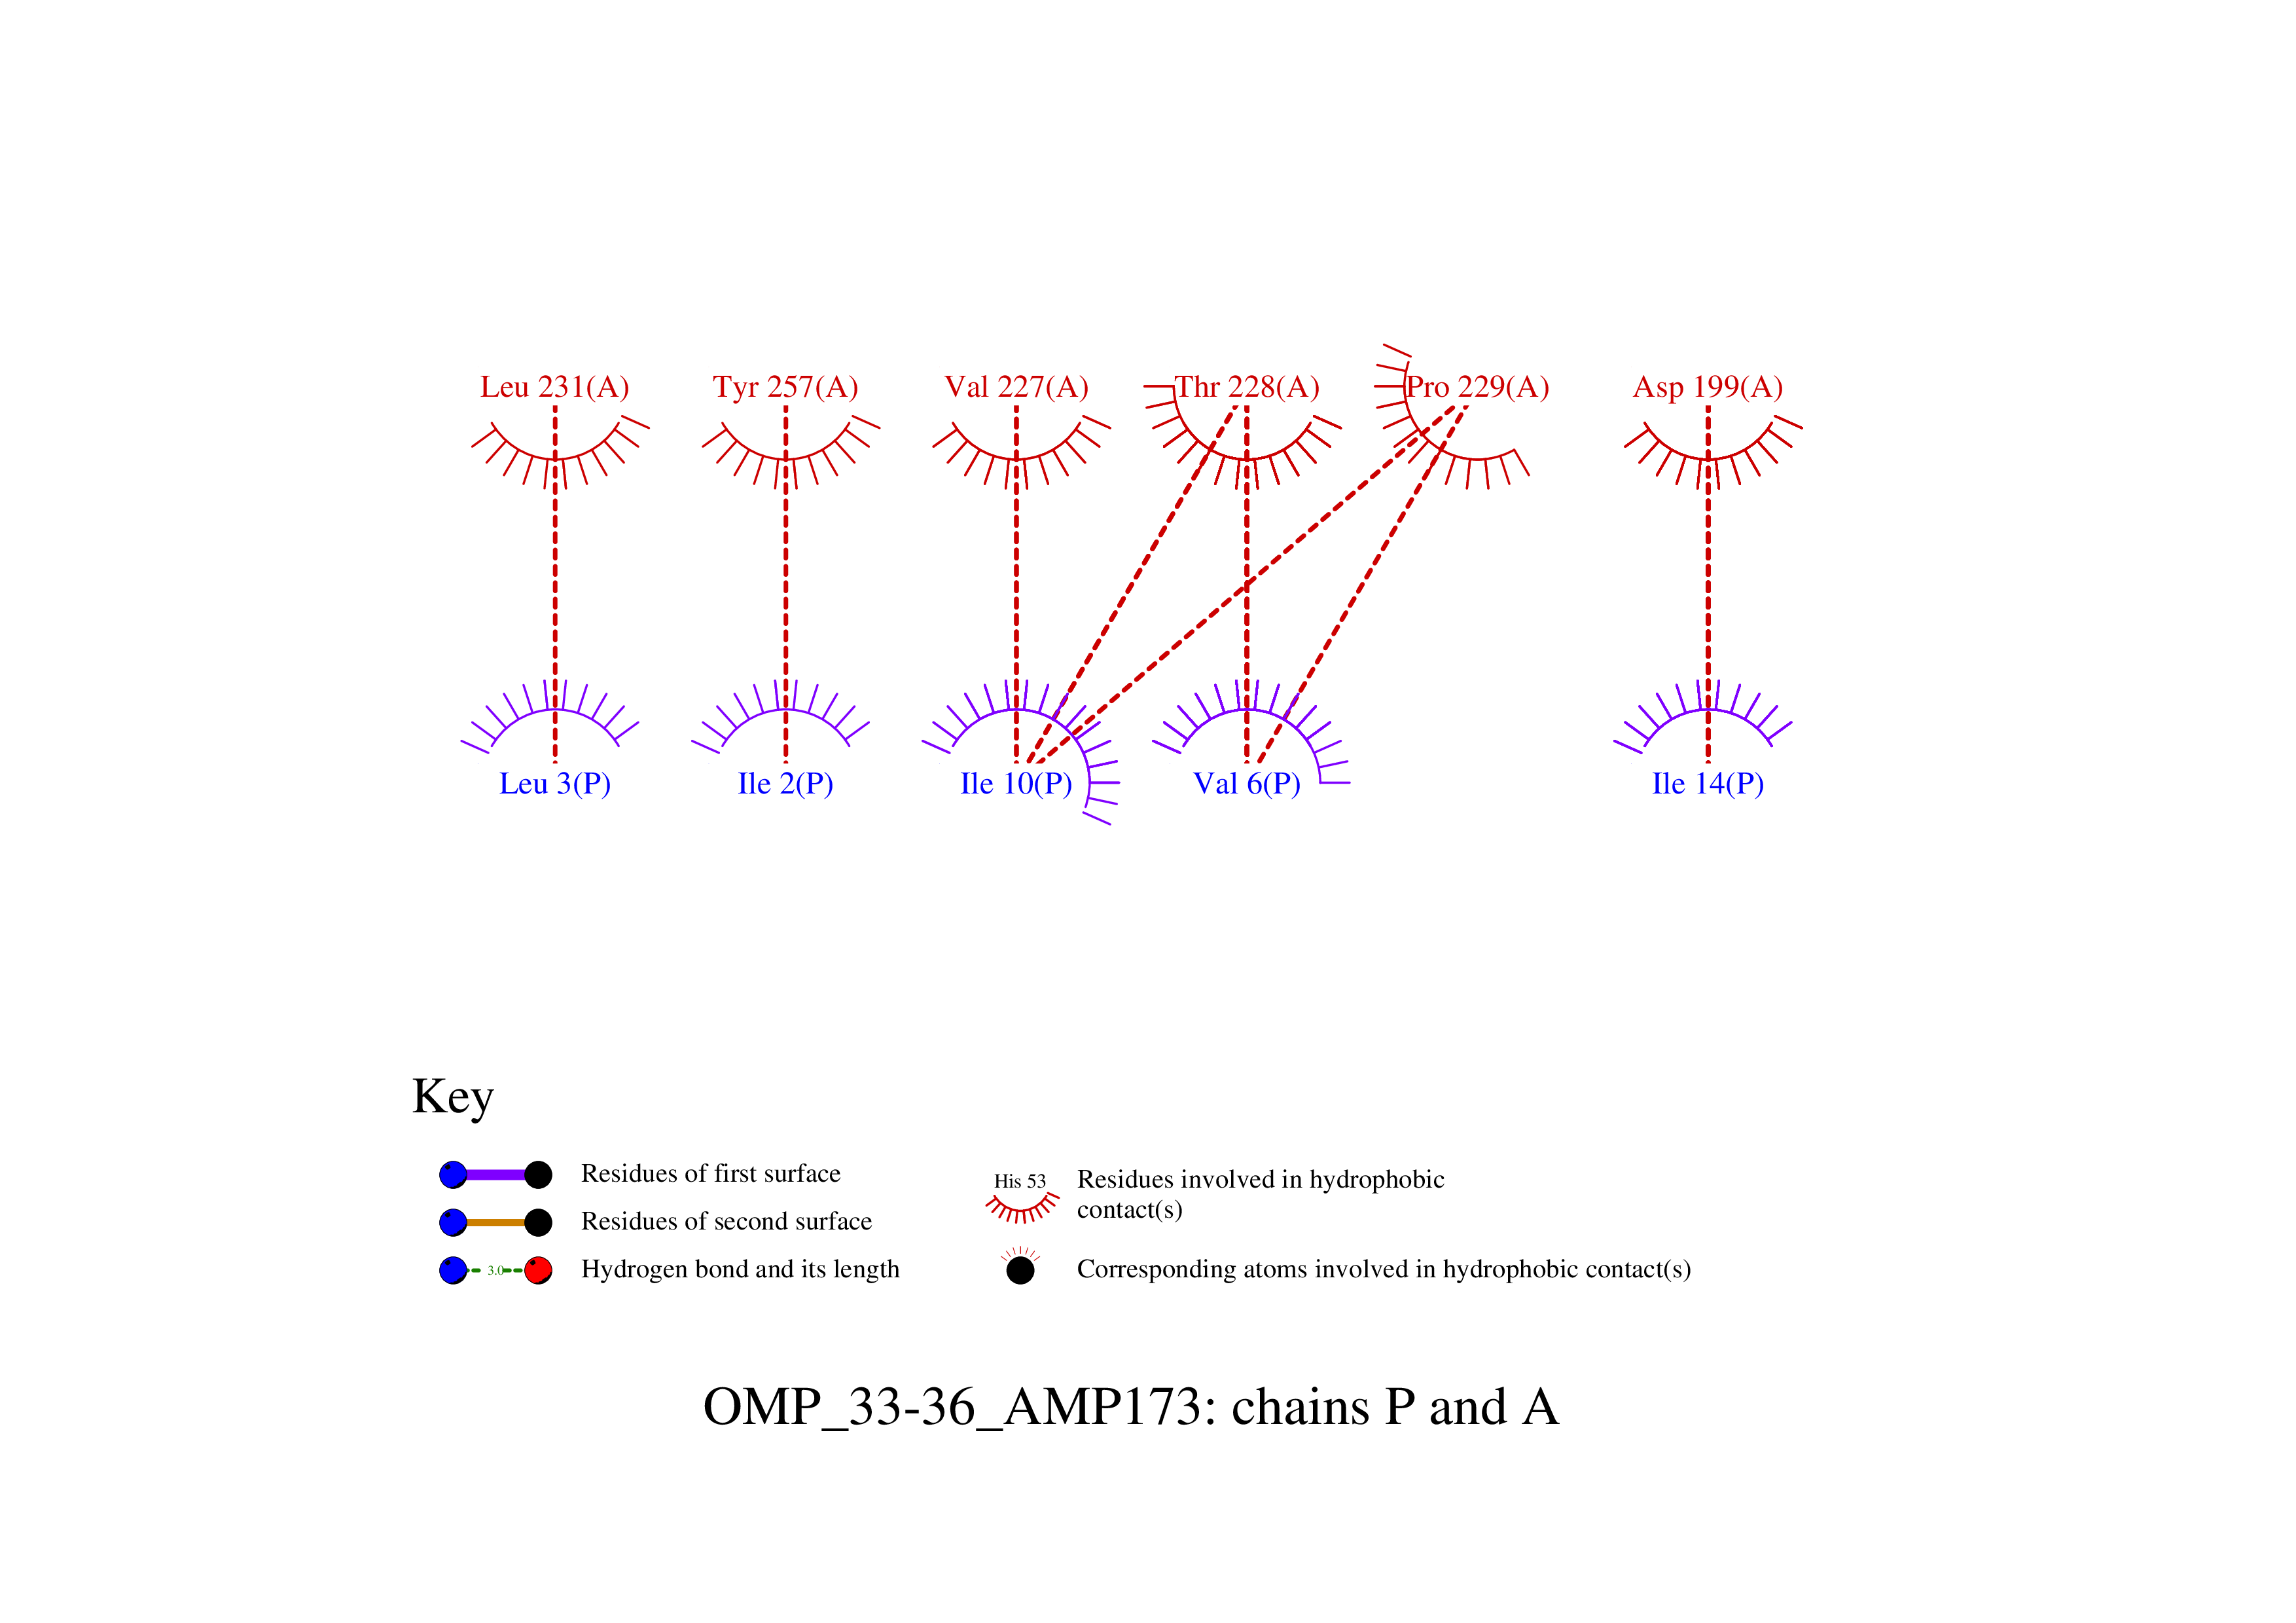 Leu 231(A) Tyr 257(A) Val 227(A) Thr 228(A) Pro 229(A) Asp 199(A)
Leu 3(P) Ile 2(P) Ile 10(P) Val 6(P) Ile 14(P)
Key
Residues of first surface
Residues of second surface
3.0 Hydrogen bond and its length
His 53 Residues involved in hydrophobic
contact(s)
Corresponding atoms involved in hydrophobic contact(s)
OMP_33-36_AMP173: chains P and A